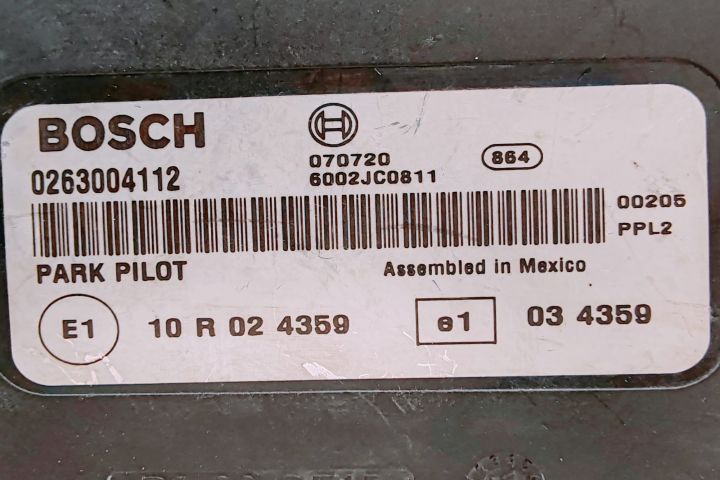 BOSCH
070720
864
0263004112
6002JC0811
00205
PPL2
PARK PILOT
Assembled in Mexico
E1
10 R 02 4359
e1
03 4359